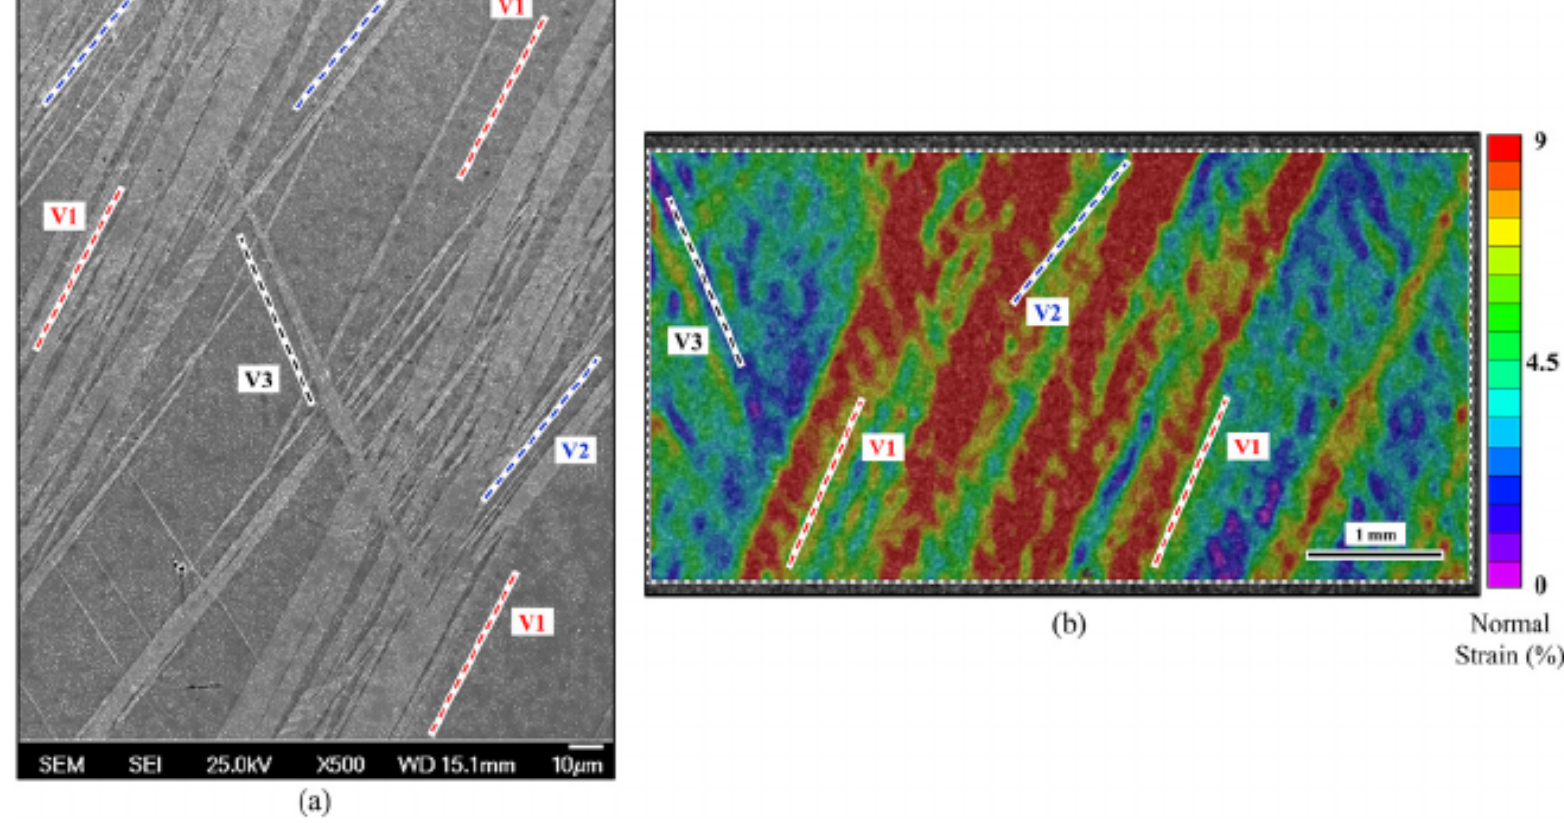 V1
V1
V3
V2
V1
SEM SEI 25.0kV X500 WD 15.1mm 10μm
(a)
V3
V2
V1
V1
1 mm
9
4.5
0
Normal
Strain (%)
(b)